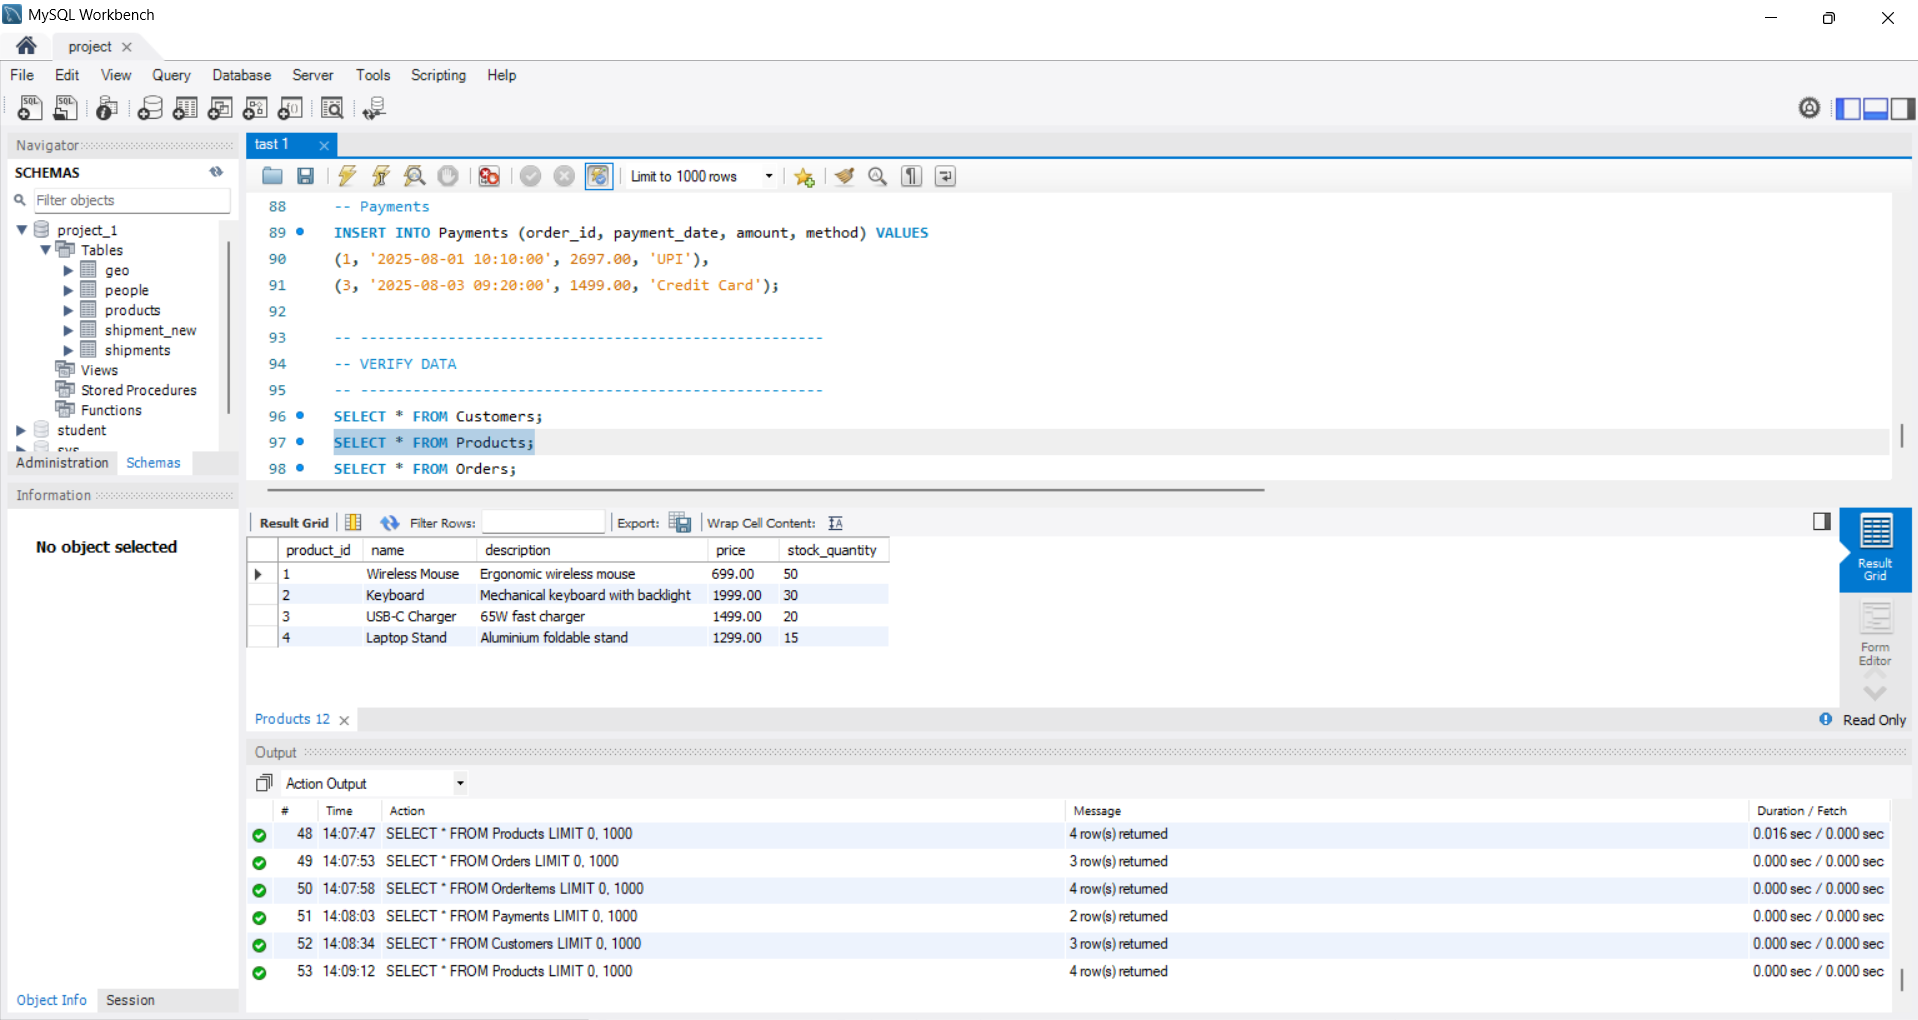 MySQL Workbench
project
File Edit View Query Database Server Tools Scripting Help
Navigator
SCHEMAS
Filter objects
project_1
Tables
geo
people
products
shipment_new
shipments
Views
Stored Procedures
Functions
student
sys
Administration Schemas
Information
No object selected
Object Info Session
tast 1
Limit to 1000 rows
88 -- Payments
89 INSERT INTO Payments (order_id, payment_date, amount, method) VALUES
90 (1, '2025-08-01 10:10:00', 2697.00, 'UPI'),
91 (3, '2025-08-03 09:20:00', 1499.00, 'Credit Card');
92
93 -- -----------------------------------------------------
94 -- VERIFY DATA
95 -- -----------------------------------------------------
96 SELECT * FROM Customers;
97 SELECT * FROM Products;
98 SELECT * FROM Orders;
Result Grid Filter Rows: Export: Wrap Cell Content:
product_id name description price stock_quantity
1 Wireless Mouse Ergonomic wireless mouse 699.00 50
2 Keyboard Mechanical keyboard with backlight 1999.00 30
3 USB-C Charger 65W fast charger 1499.00 20
4 Laptop Stand Aluminium foldable stand 1299.00 15
Result Grid
Form Editor
Products 12
Read Only
Output
Action Output
# Time Action Message Duration / Fetch
48 14:07:47 SELECT * FROM Products LIMIT 0, 1000 4 row(s) returned 0.016 sec / 0.000 sec
49 14:07:53 SELECT * FROM Orders LIMIT 0, 1000 3 row(s) returned 0.000 sec / 0.000 sec
50 14:07:58 SELECT * FROM OrderItems LIMIT 0, 1000 4 row(s) returned 0.000 sec / 0.000 sec
51 14:08:03 SELECT * FROM Payments LIMIT 0, 1000 2 row(s) returned 0.000 sec / 0.000 sec
52 14:08:34 SELECT * FROM Customers LIMIT 0, 1000 3 row(s) returned 0.000 sec / 0.000 sec
53 14:09:12 SELECT * FROM Products LIMIT 0, 1000 4 row(s) returned 0.000 sec / 0.000 sec